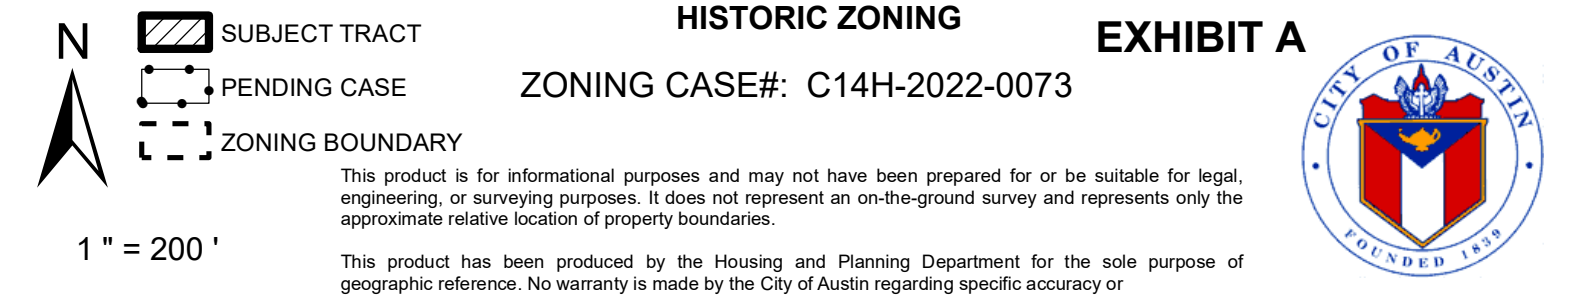 HISTORIC ZONING
EXHIBIT A
N
SUBJECT TRACT
PENDING CASE
ZONING CASE#: C14H-2022-0073
ZONING BOUNDARY
This product is for informational purposes and may not have been prepared for or be suitable for legal,
engineering, or surveying purposes. It does not represent an on-the-ground survey and represents only the
approximate relative location of property boundaries.
1 " = 200 '
This product has been produced by the Housing and Planning Department for the sole purpose of
geographic reference. No warranty is made by the City of Austin regarding specific accuracy or
CITY OF AUSTIN
FOUNDED 1839